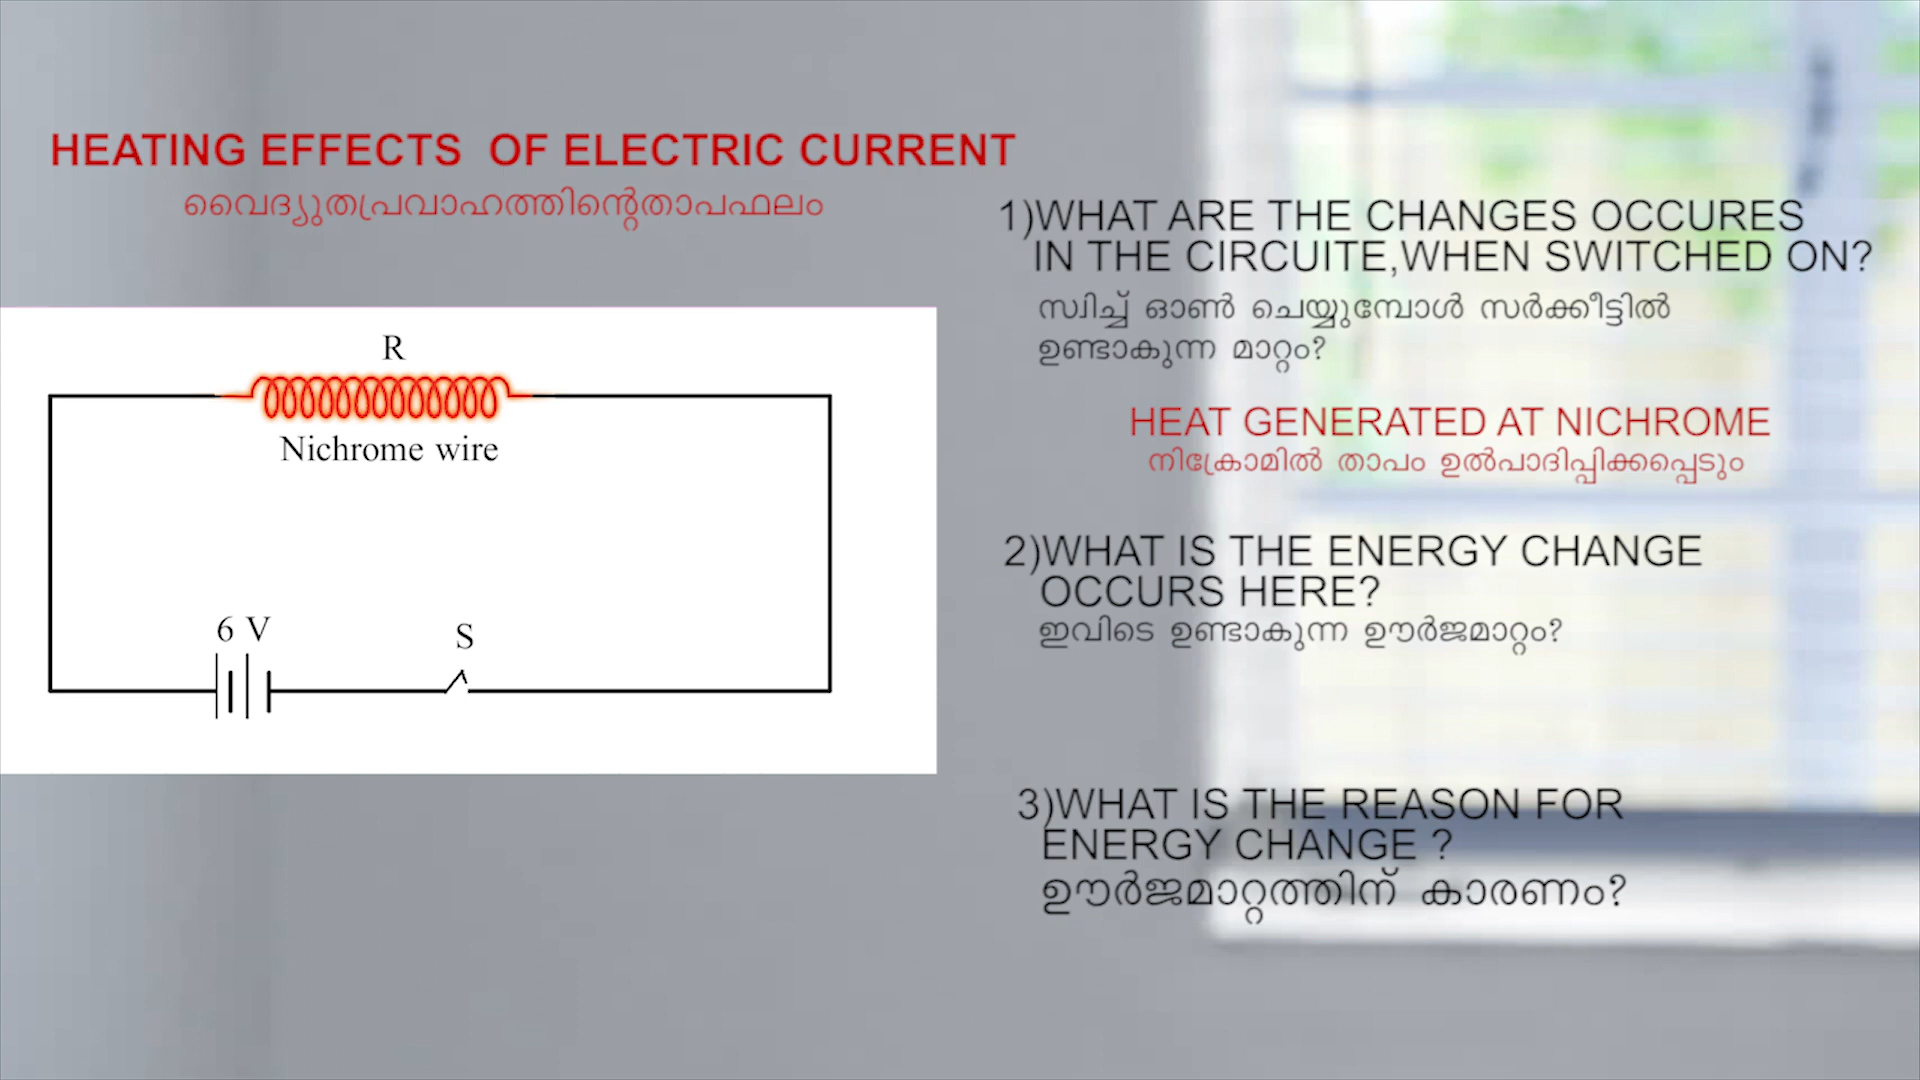 HEATING EFFECTS OF ELECTRIC CURRENT
വൈദ്യുതപ്രവാഹത്തിന്റെതാപഫലം
R
Nichrome wire
6 V
S
1)WHAT ARE THE CHANGES OCCURES
IN THE CIRCUITE,WHEN SWITCHED ON?
സ്വിച്ച് ഓൺ ചെയ്യുമ്പോൾ സർക്കീട്ടിൽ
ഉണ്ടാകുന്ന മാറ്റം?
HEAT GENERATED AT NICHROME
നിക്രോമിൽ താപം ഉൽപാദിപ്പിക്കപ്പെടും
2)WHAT IS THE ENERGY CHANGE
OCCURS HERE?
ഇവിടെ ഉണ്ടാകുന്ന ഊർജമാറ്റം?
3)WHAT IS THE REASON FOR
ENERGY CHANGE ?
ഊർജമാറ്റത്തിന് കാരണം?